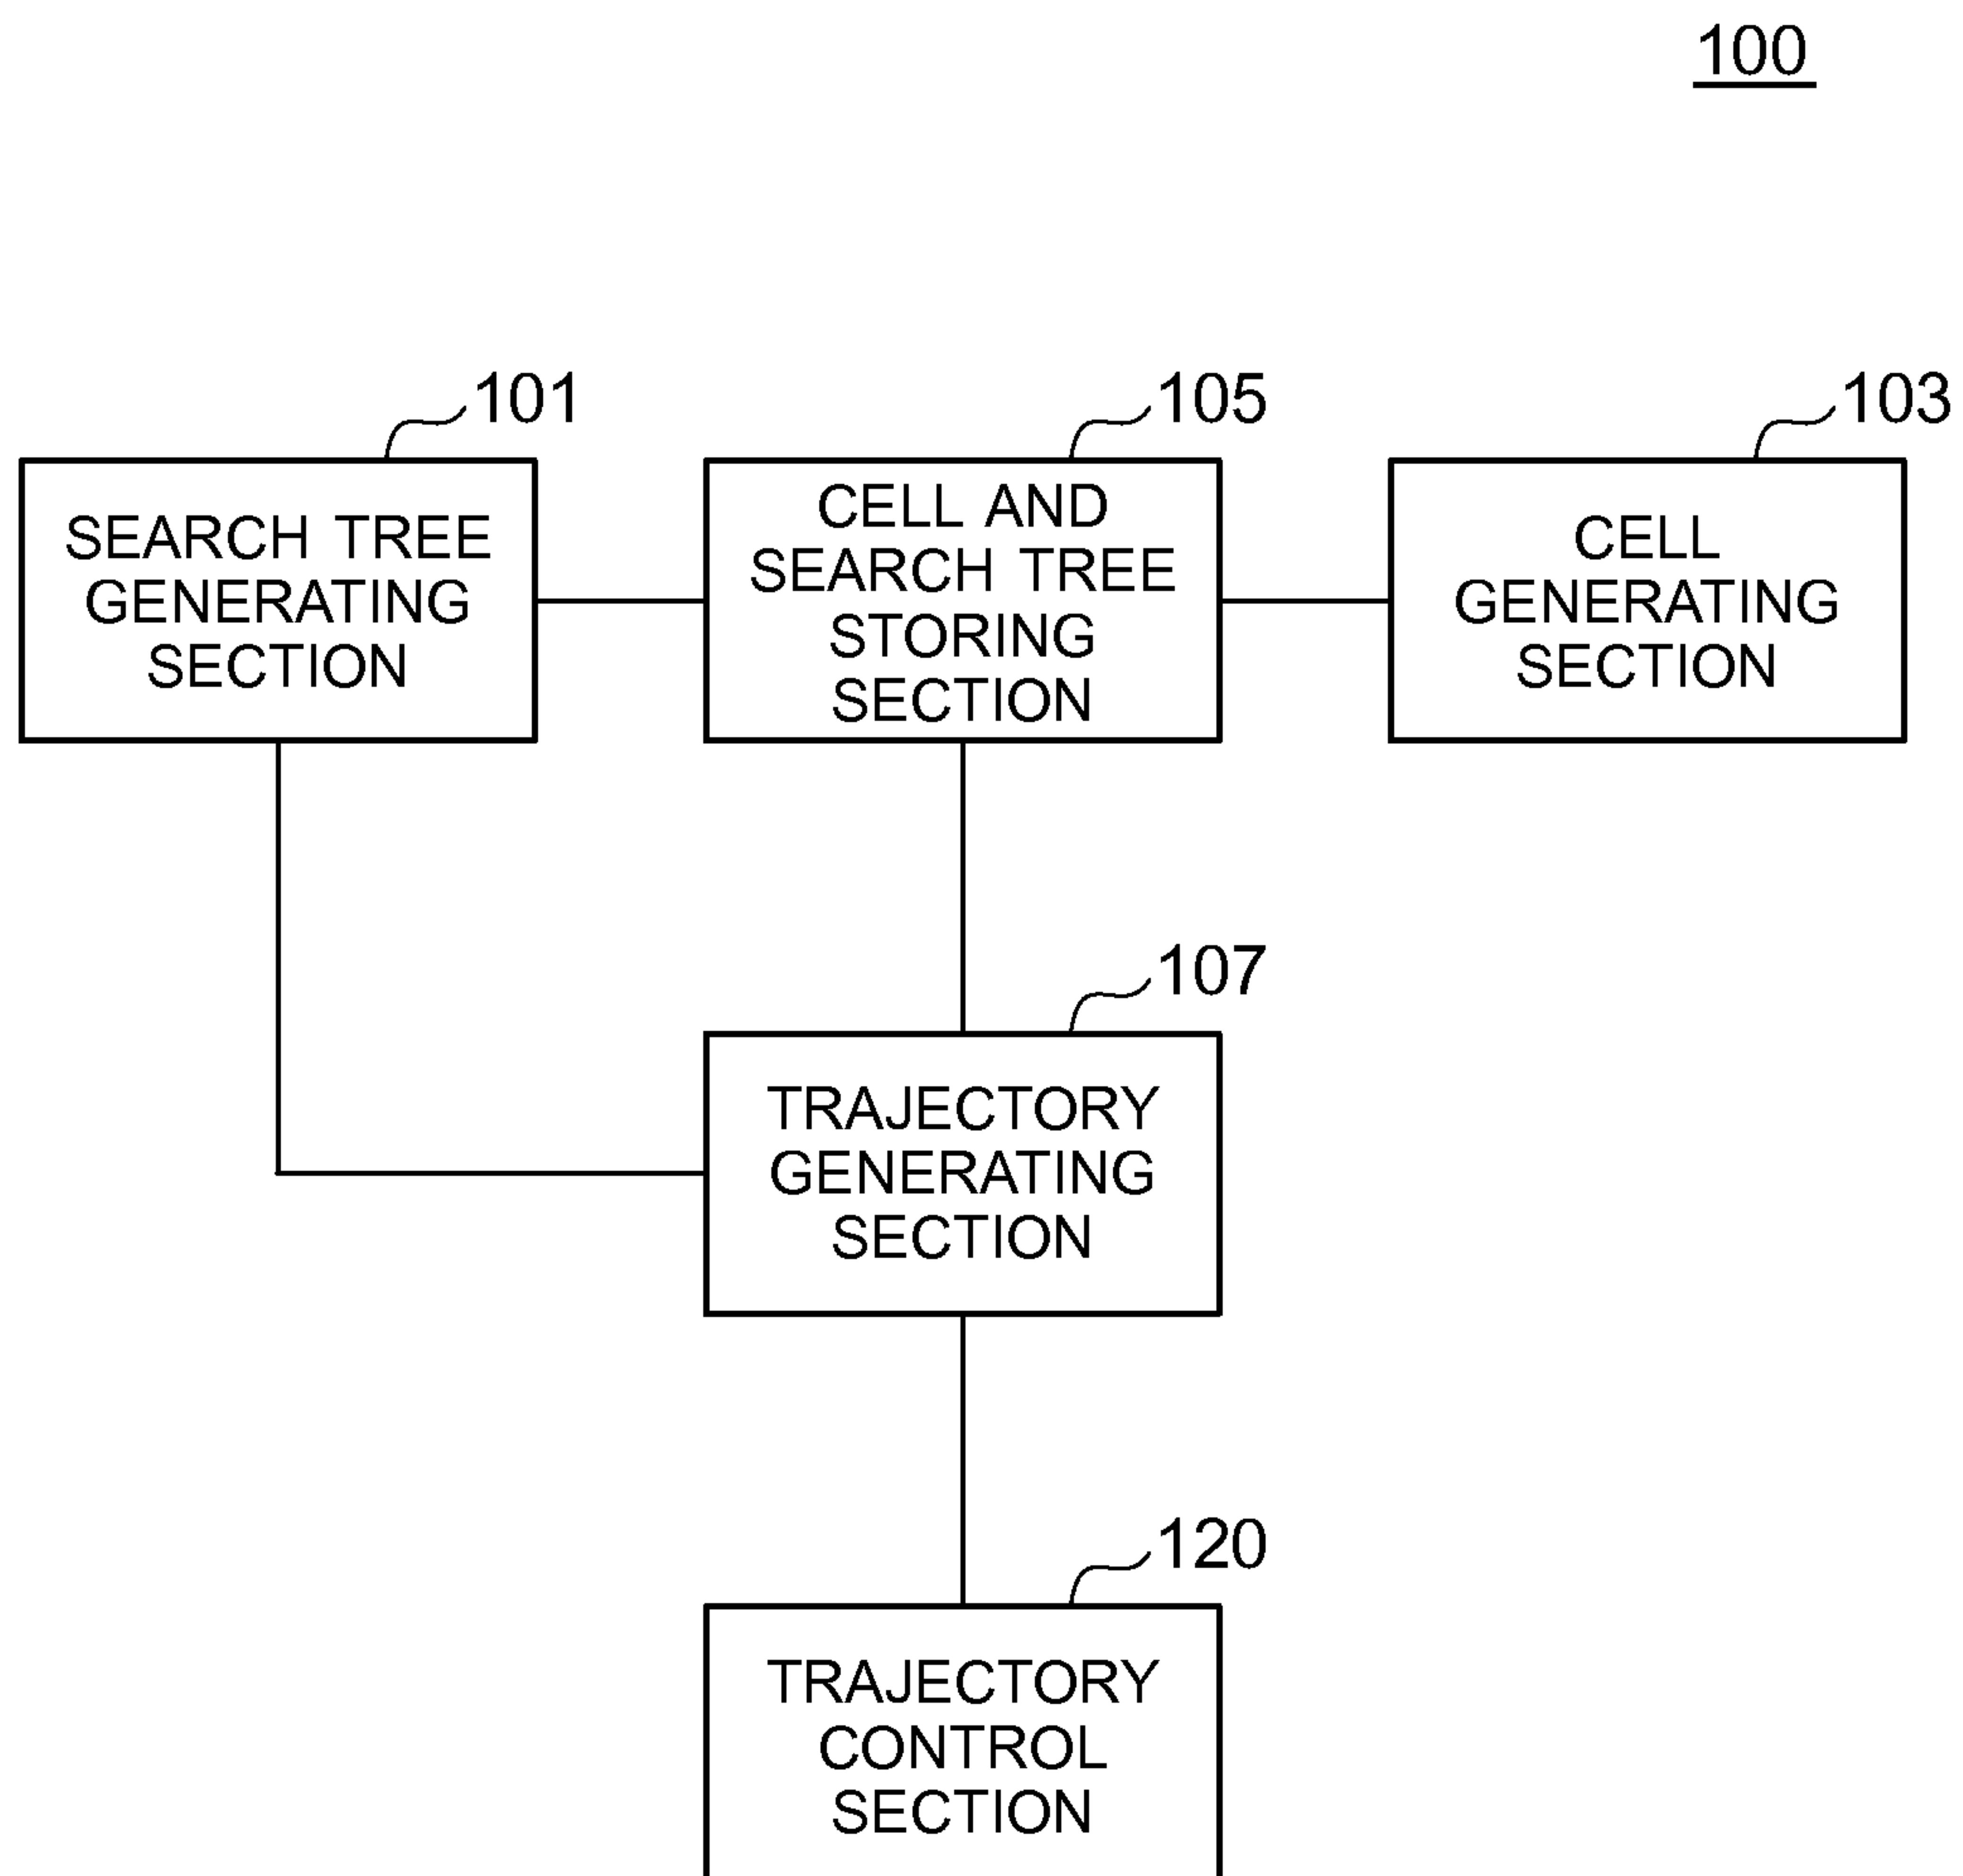 100
101
105
103
SEARCH TREE
GENERATING
SECTION
CELL AND
SEARCH TREE
STORING
SECTION
CELL
GENERATING
SECTION
107
TRAJECTORY
GENERATING
SECTION
120
TRAJECTORY
CONTROL
SECTION